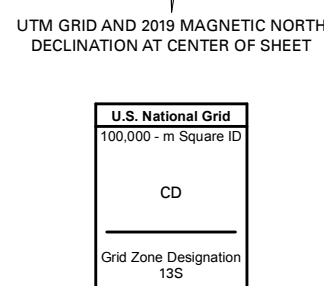 UTM GRID AND 2019 MAGNETIC NORTH
DECLINATION AT CENTER OF SHEET
U.S. National Grid
100,000 - m Square ID
CD
Grid Zone Designation
13S